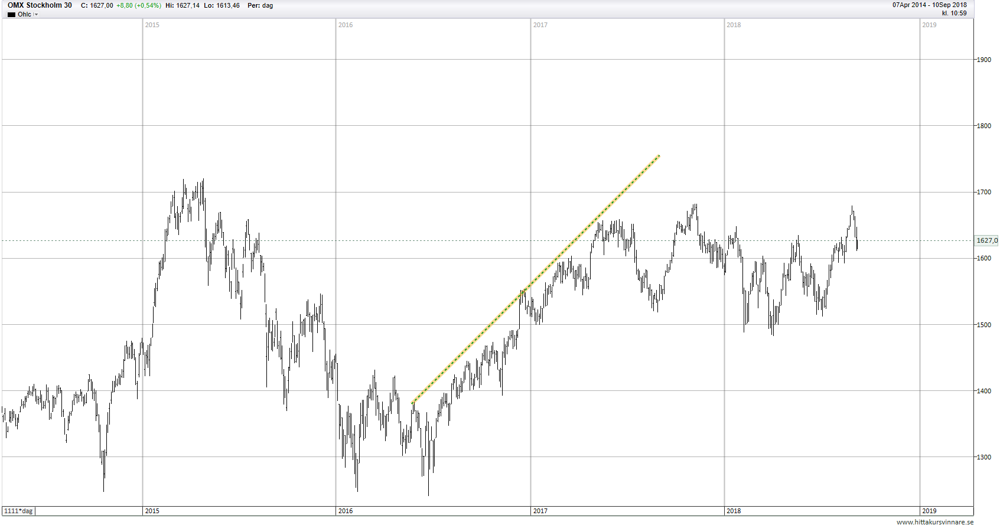 OMX Stockholm 30 C: 1627,00 +8,80 (+0,54%) Hi: 1627,14 Lo: 1613,46 Per: dag 07Apr 2014 - 10Sep 2018
Ohlc kl. 10:59
2015 2016 2017 2018 2019
1900
1800
1700
1627,0
1600
1500
1400
1300
1111*dag 2015 2016 2017 2018 2019
www.hittakursvinnare.se